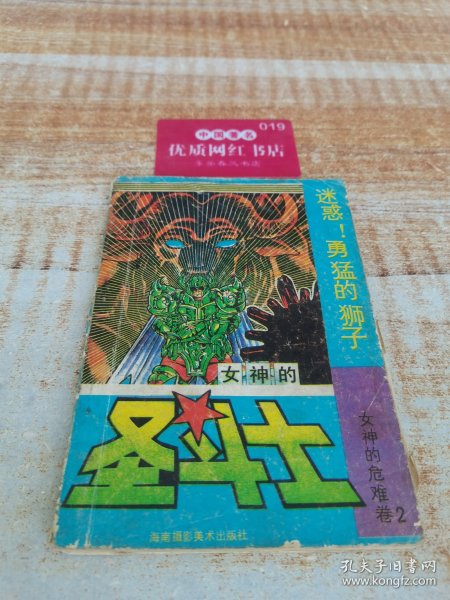 019
中国著名
优质网红书店
迷惑！勇猛的狮子
女神的
圣斗士
女神的危难卷2
海南摄影美术出版社
孔夫子旧书网
www.kongfz.com